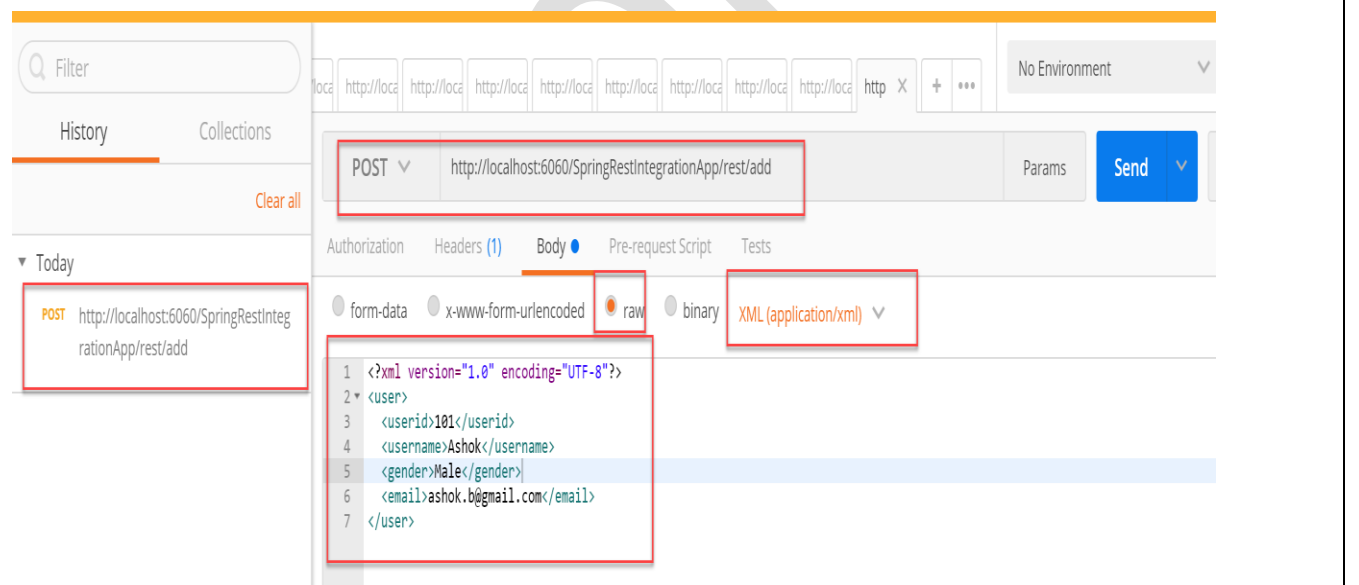 Filter
History Collections
Clear all
Today
POST http://localhost:6060/SpringRestInteg
rationApp/rest/add
/loca http://loca http://loca http://loca http://loca http://loca http://loca http://loca http://loca http X + •••
No Environment
POST http://localhost:6060/SpringRestIntegrationApp/rest/add Params Send
Authorization Headers (1) Body Pre-request Script Tests
form-data x-www-form-urlencoded raw binary XML (application/xml)
1 <?xml version="1.0" encoding="UTF-8"?>
2 <user>
3 <userid>101</userid>
4 <username>Ashok</username>
5 <gender>Male</gender>
6 <email>ashok.b@gmail.com</email>
7 </user>